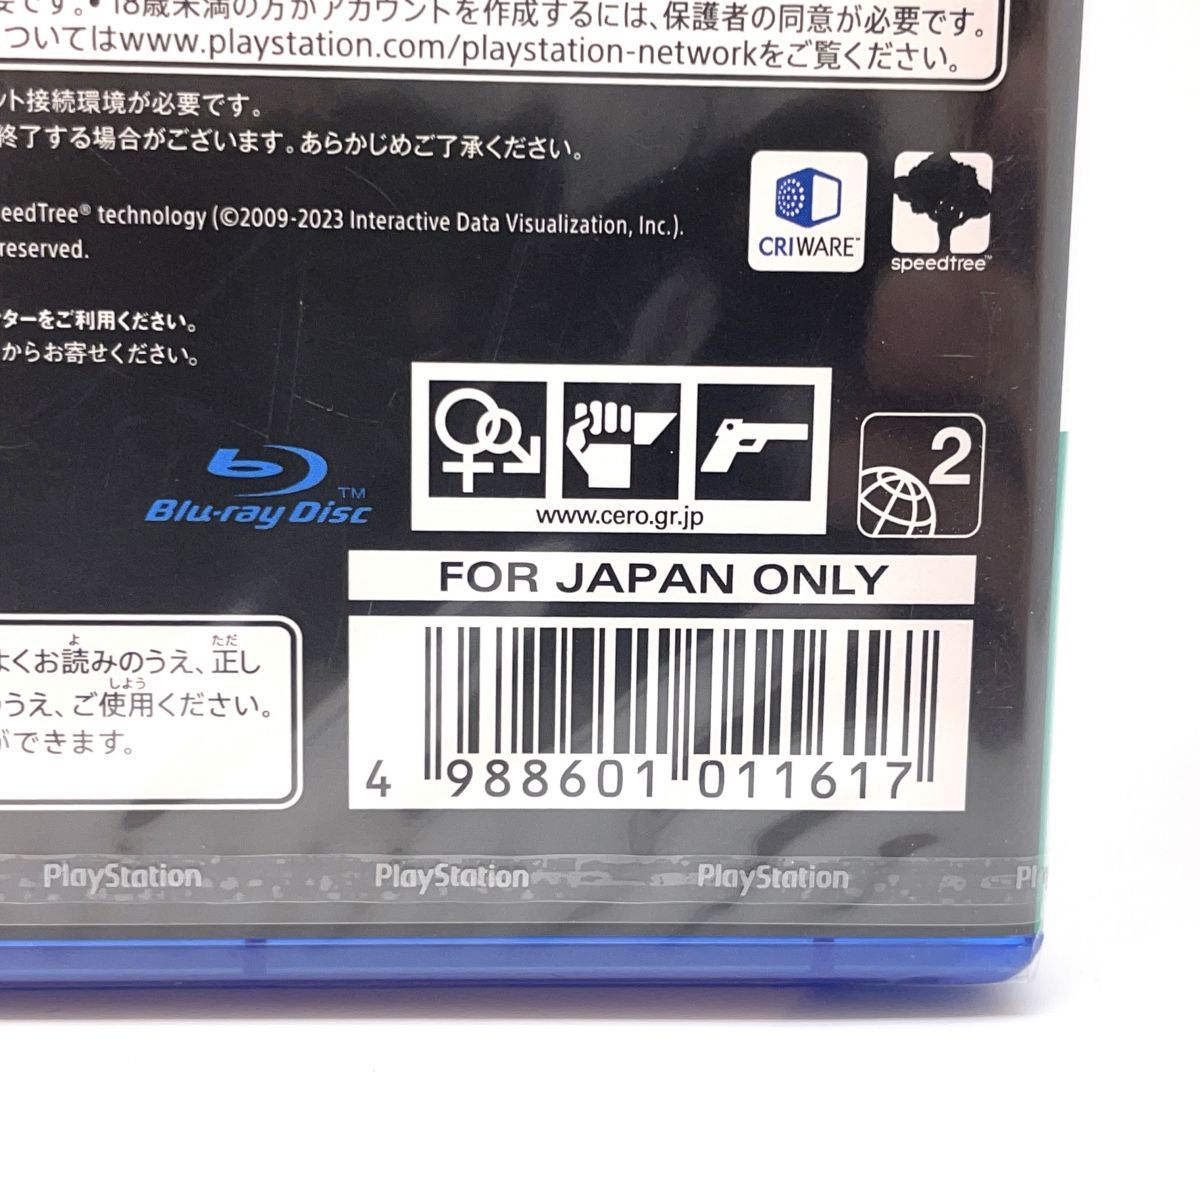 18歳未満の方がアカウントを作成するには、保護者の同意が必要です。
についてはwww.playstation.com/playstation-networkをご覧ください。
ット接続環境が必要です。
終了する場合がございます。あらかじめご了承ください。
SpeedTree® technology (©2009-2023 Interactive Data Visualization, Inc.).
reserved.
CRIWARE™
speedtree™
ターをご利用ください。
からお寄せください。
Blu-ray Disc™
www.cero.gr.jp
2
FOR JAPAN ONLY
よくお読みのうえ、正し
うえ、ご使用ください。
ができます。
4 988601 011617
PlayStation PlayStation PlayStation